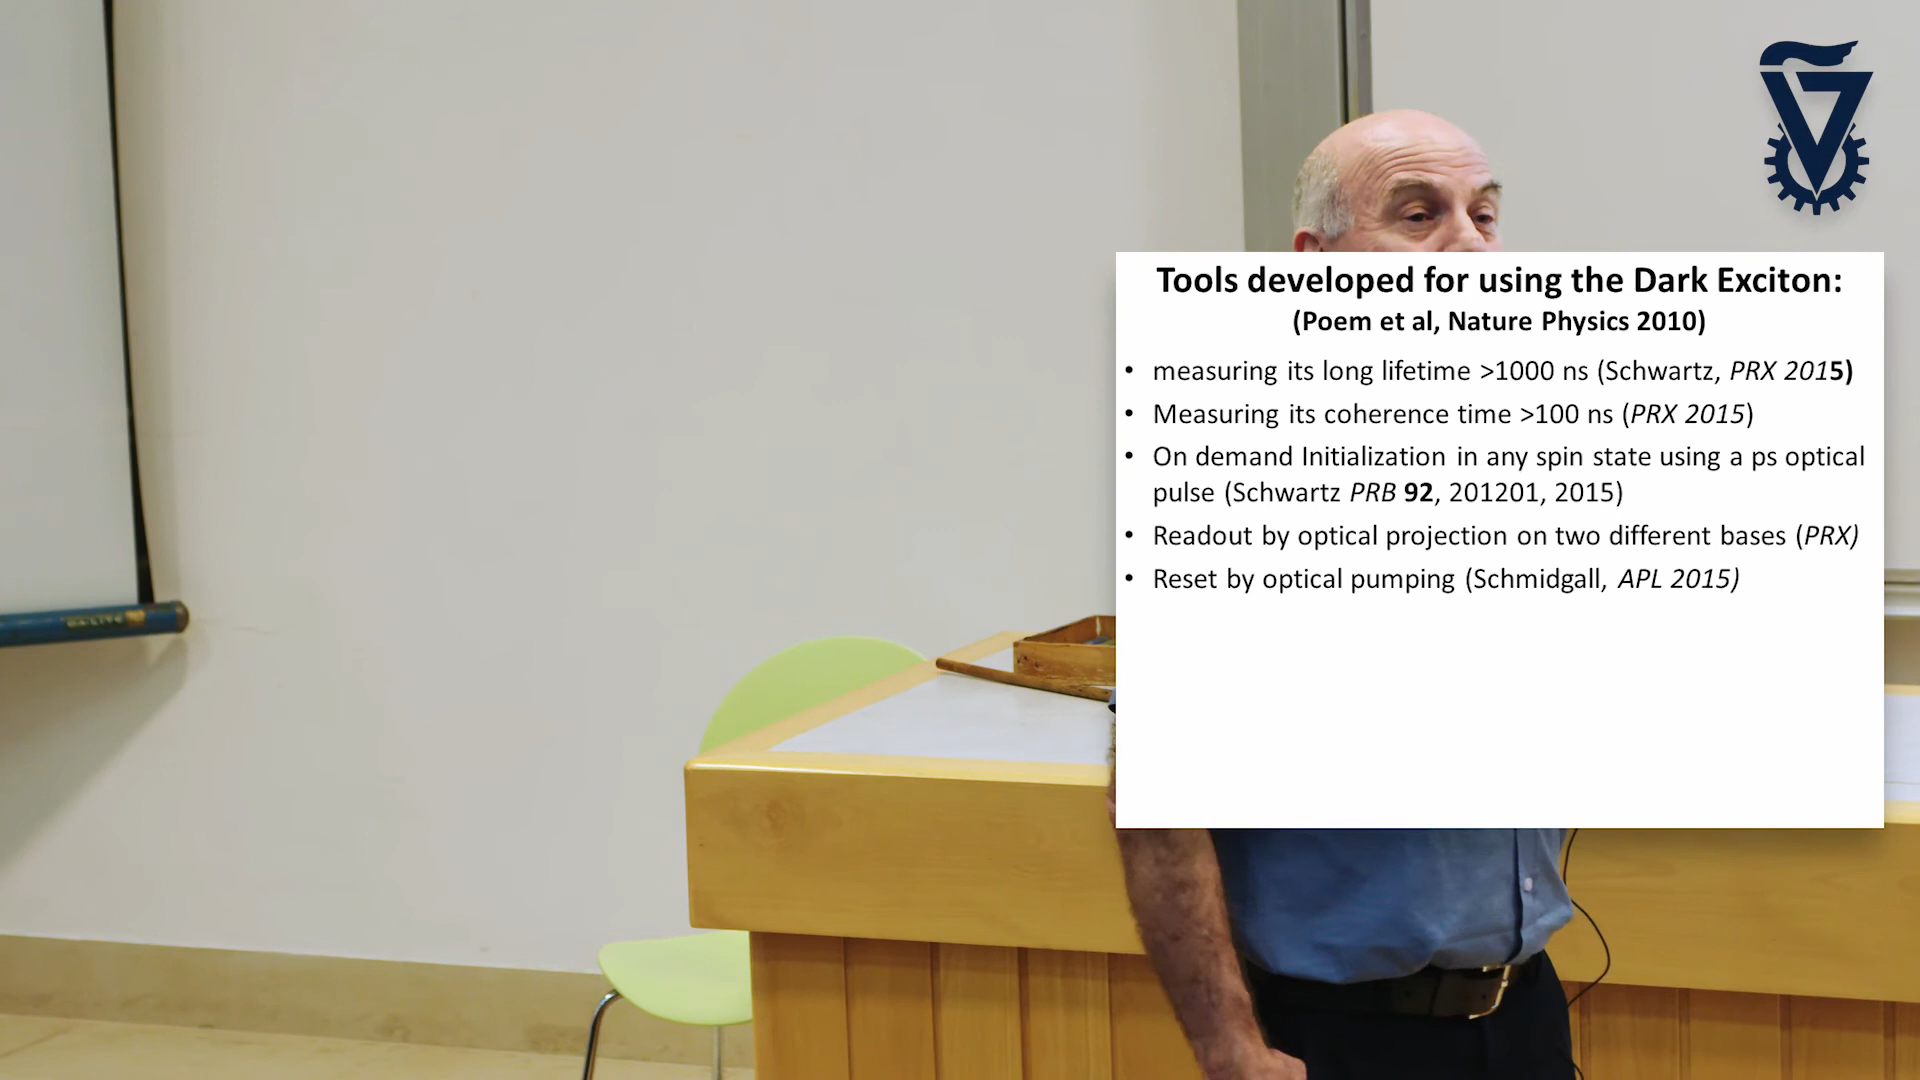 Tools developed for using the Dark Exciton:
(Poem et al, Nature Physics 2010)
• measuring its long lifetime >1000 ns (Schwartz, PRX 2015)
• Measuring its coherence time >100 ns (PRX 2015)
• On demand Initialization in any spin state using a ps optical
pulse (Schwartz PRB 92, 201201, 2015)
• Readout by optical projection on two different bases (PRX)
• Reset by optical pumping (Schmidgall, APL 2015)
DA-LITE